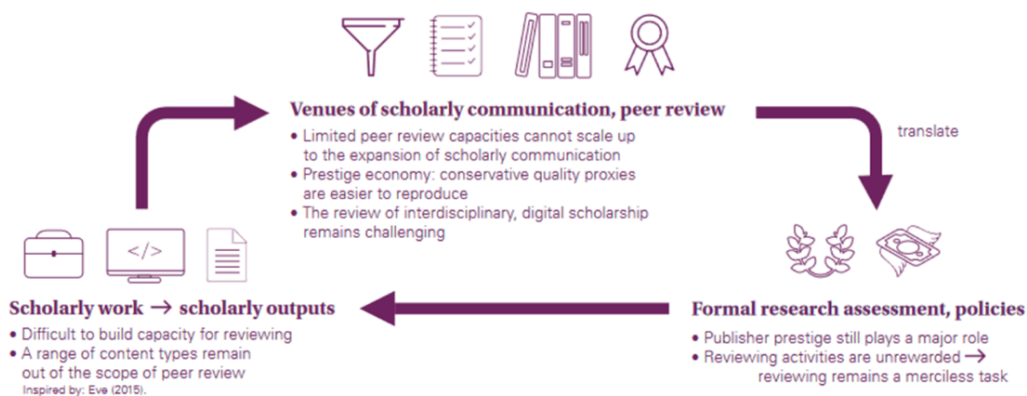 Venues of scholarly communication, peer review
• Limited peer review capacities cannot scale up
to the expansion of scholarly communication
• Prestige economy: conservative quality proxies
are easier to reproduce
• The review of interdisciplinary, digital scholarship
remains challenging
translate
</>
Scholarly work → scholarly outputs
• Difficult to build capacity for reviewing
• A range of content types remain
out of the scope of peer review
Inspired by: Eve (2015).
Formal research assessment, policies
• Publisher prestige still plays a major role
• Reviewing activities are unrewarded →
reviewing remains a merciless task